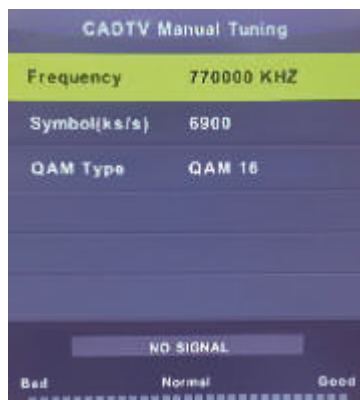 CADTV Manual Tuning
Frequency 770000 KHZ
Symbol(ks/s) 6900
QAM Type QAM 16
NO SIGNAL
Bad Normal Good